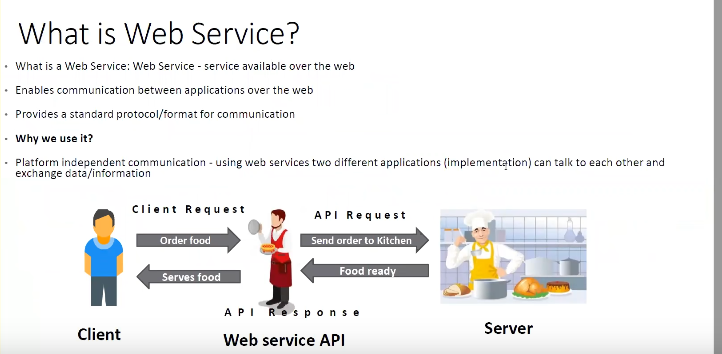 What is Web Service?
• What is a Web Service: Web Service - service available over the web
• Enables communication between applications over the web
• Provides a standard protocol/format for communication
• Why we use it?
• Platform independent communication - using web services two different applications (implementation) can talk to each other and
exchange data/information
Client Request
API Request
Order food
Send order to Kitchen
Serves food
Food ready
API Response
Client
Web service API
Server